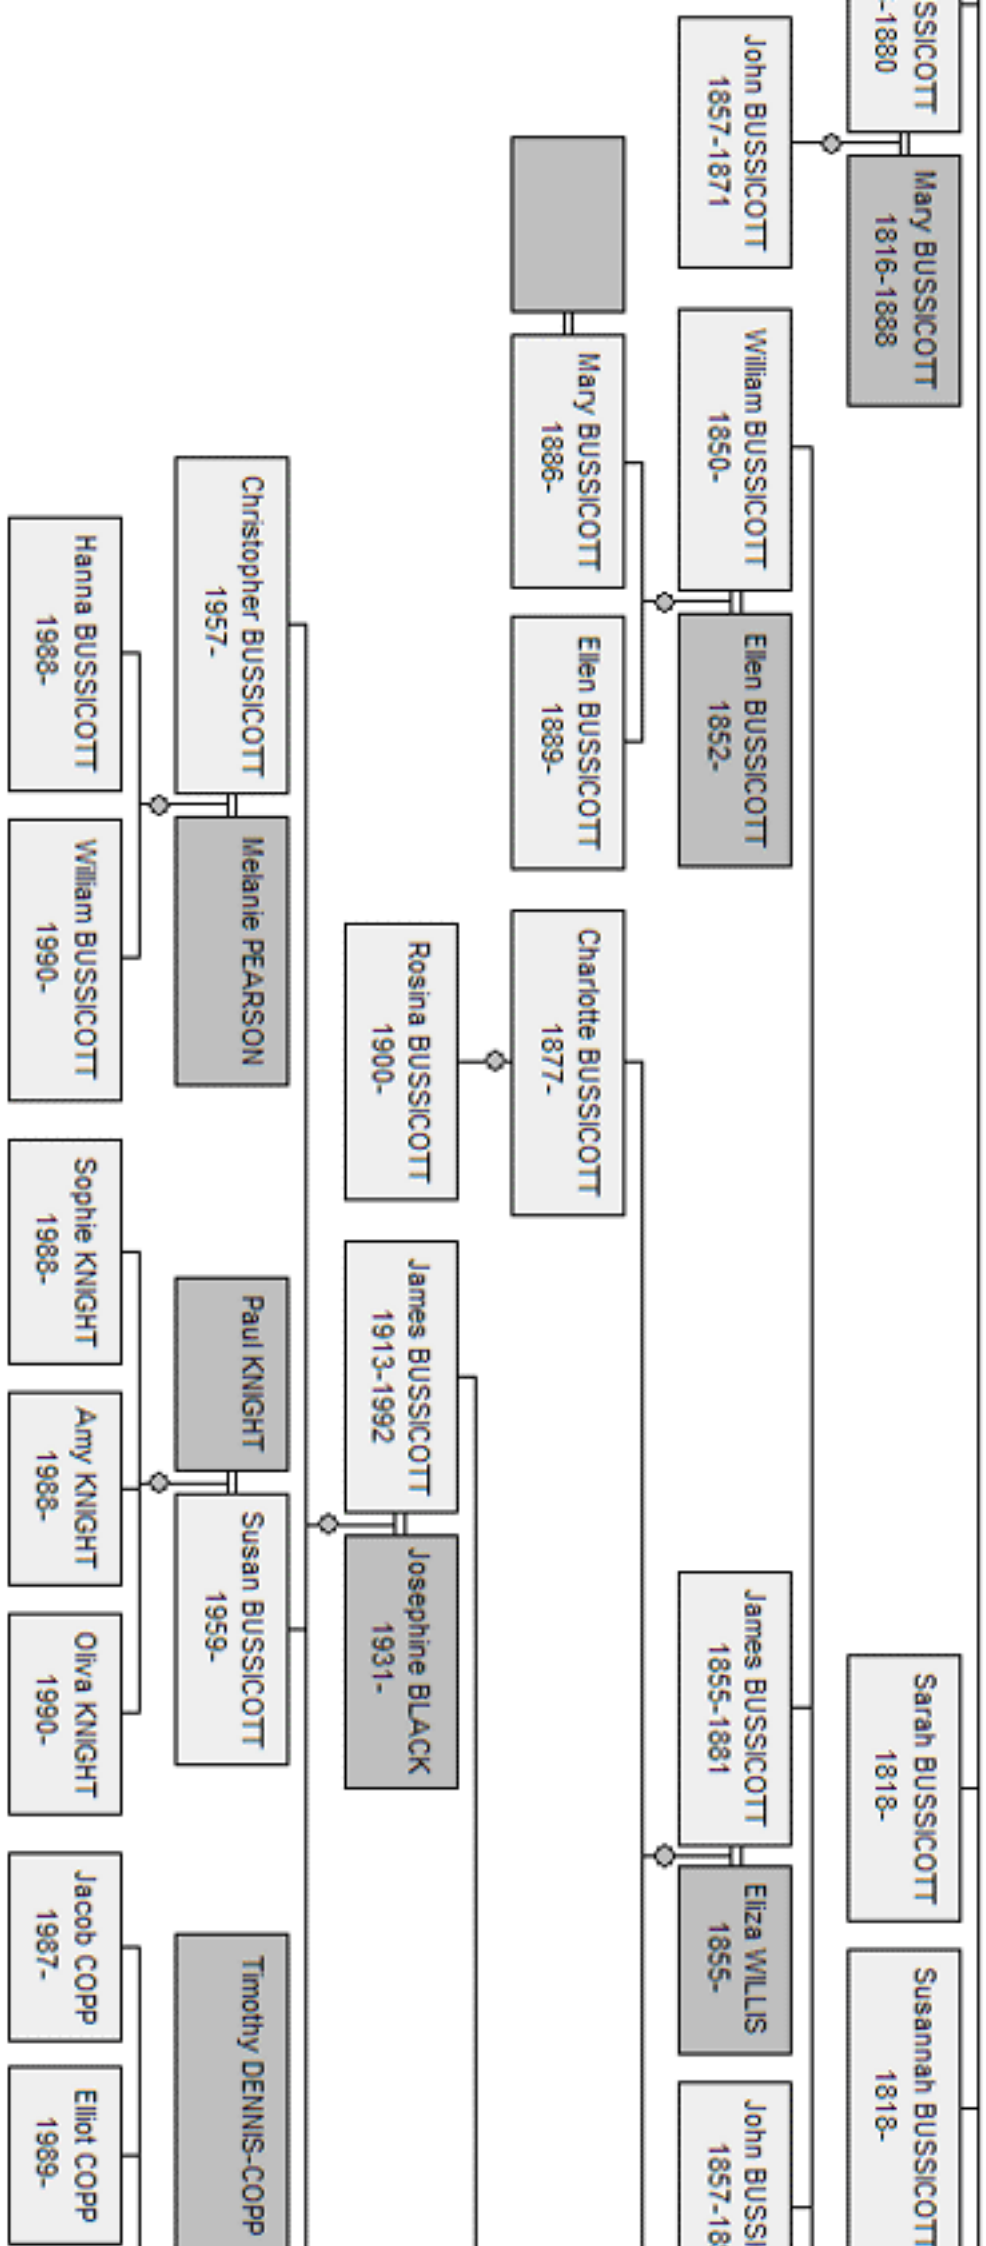 SSICOTT
-1880
Mary BUSSICOTT
1816-1888
Sarah BUSSICOTT
1818-
Susannah BUSSICOTT
1818-
John BUSSICOTT
1857-1871
William BUSSICOTT
1850-
Ellen BUSSICOTT
1852-
James BUSSICOTT
1855-1881
Eliza WILLIS
1855-
John BUSSI
1857-18
Mary BUSSICOTT
1886-
Ellen BUSSICOTT
1889-
Charlotte BUSSICOTT
1877-
Rosina BUSSICOTT
1900-
James BUSSICOTT
1913-1992
Josephine BLACK
1931-
Christopher BUSSICOTT
1957-
Melanie PEARSON
Paul KNIGHT
Susan BUSSICOTT
1959-
Timothy DENNIS-COPP
Hanna BUSSICOTT
1988-
William BUSSICOTT
1990-
Sophie KNIGHT
1988-
Amy KNIGHT
1988-
Oliva KNIGHT
1990-
Jacob COPP
1987-
Elliot COPP
1989-